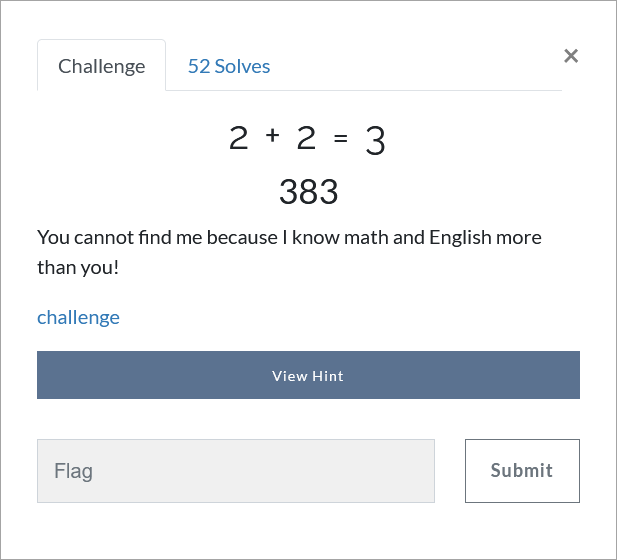 Challenge
52 Solves
×
2 + 2 = 3
383
You cannot find me because I know math and English more
than you!
challenge
View Hint
Flag
Submit